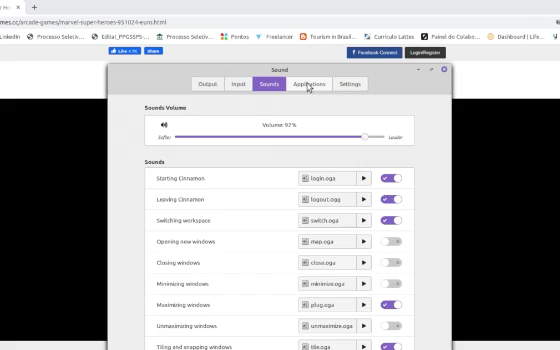 mes.cc/arcade-games/marvel-super-heroes-951024-euro.html
LinkedIn
Processo Seletiv...
Edital_PPGSSPS-...
Processo Seletiv...
Pontos
Freelancer
Tourism in Brasil...
Currículo Lattes
Painel do Colabo...
Dashboard | Life...
Like
Share
Facebook Connect
Login/Register
Sound
Output
Input
Sounds
Applications
Settings
Sounds Volume
Volume: 92%
Softer
Louder
Sounds
Starting Cinnamon
login.oga
Leaving Cinnamon
logout.ogg
Switching workspace
switch.oga
Opening new windows
map.oga
Closing windows
close.oga
Minimizing windows
minimize.oga
Maximizing windows
plug.oga
Unmaximizing windows
unmaximize.oga
Tiling and snapping windows
tile.oga